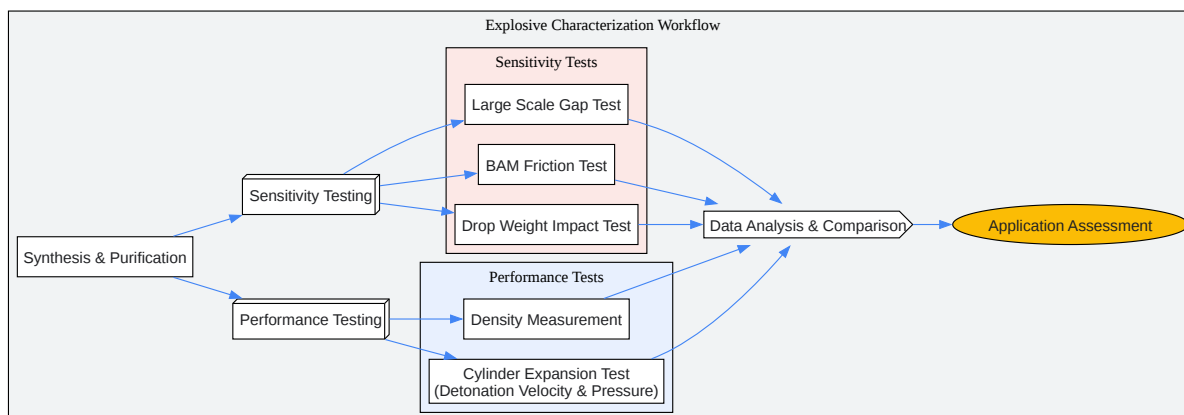 Explosive Characterization Workflow
Sensitivity Tests
Large Scale Gap Test
BAM Friction Test
Sensitivity Testing
Drop Weight Impact Test
Data Analysis & Comparison
Application Assessment
Synthesis & Purification
Performance Tests
Performance Testing
Density Measurement
Cylinder Expansion Test
(Detonation Velocity & Pressure)